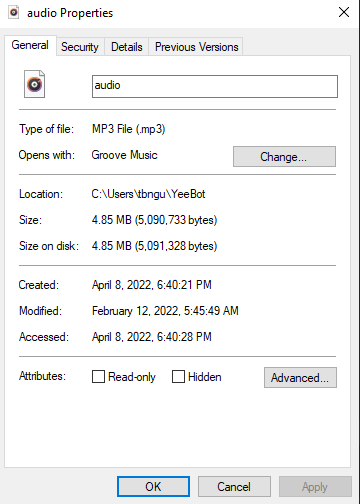 audio Properties
General Security Details Previous Versions
audio
Type of file: MP3 File (.mp3)
Opens with: Groove Music Change...
Location: C:\Users\tbngu\YeeBot
Size: 4.85 MB (5,090,733 bytes)
Size on disk: 4.85 MB (5,091,328 bytes)
Created: April 8, 2022, 6:40:21 PM
Modified: February 12, 2022, 5:45:49 AM
Accessed: April 8, 2022, 6:40:28 PM
Attributes: Read-only Hidden Advanced...
OK Cancel Apply